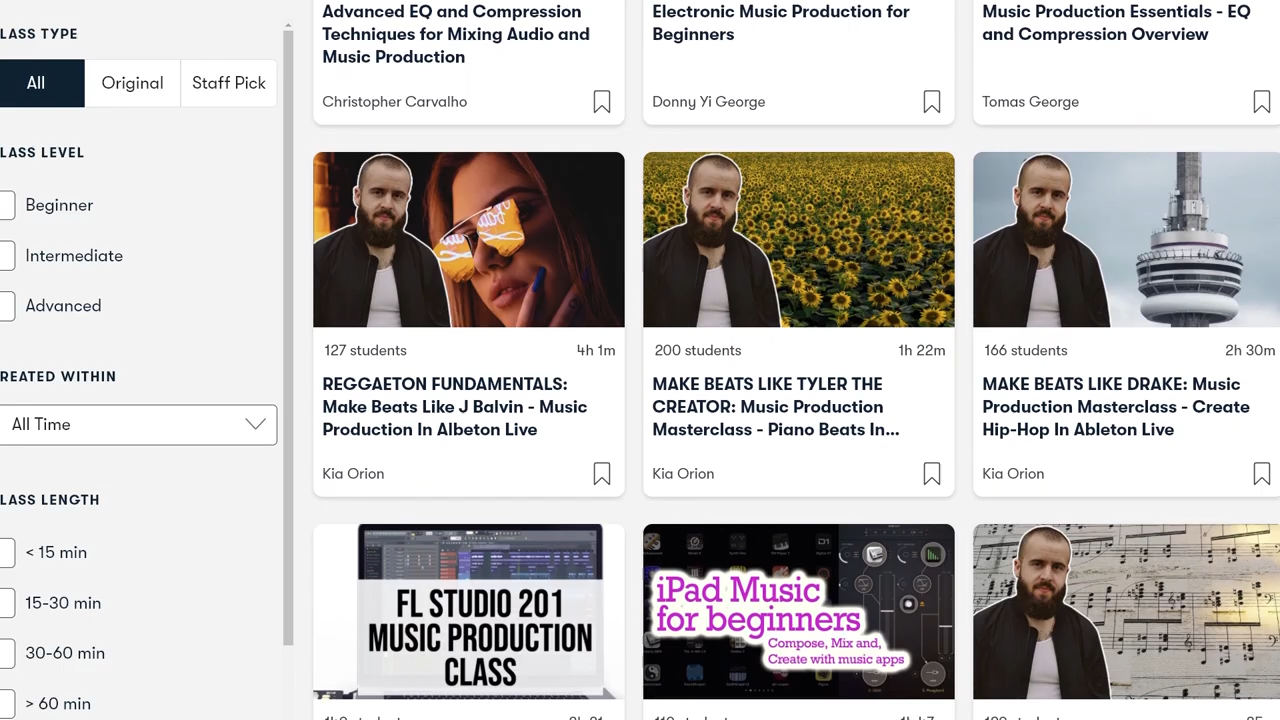 LASS TYPE
All
Original
Staff Pick
LASS LEVEL
Beginner
Intermediate
Advanced
REATED WITHIN
All Time
LASS LENGTH
< 15 min
15-30 min
30-60 min
> 60 min
Advanced EQ and Compression
Techniques for Mixing Audio and
Music Production
Christopher Carvalho
Electronic Music Production for
Beginners
Donny Yi George
Music Production Essentials - EQ
and Compression Overview
Tomas George
127 students
4h 1m
REGGAETON FUNDAMENTALS:
Make Beats Like J Balvin - Music
Production In Albeton Live
Kia Orion
200 students
1h 22m
MAKE BEATS LIKE TYLER THE
CREATOR: Music Production
Masterclass - Piano Beats In...
Kia Orion
166 students
2h 30m
MAKE BEATS LIKE DRAKE: Music
Production Masterclass - Create
Hip-Hop In Ableton Live
Kia Orion
FL STUDIO 201
MUSIC PRODUCTION
CLASS
iPad Music
for beginners
Compose, Mix and,
Create with music apps